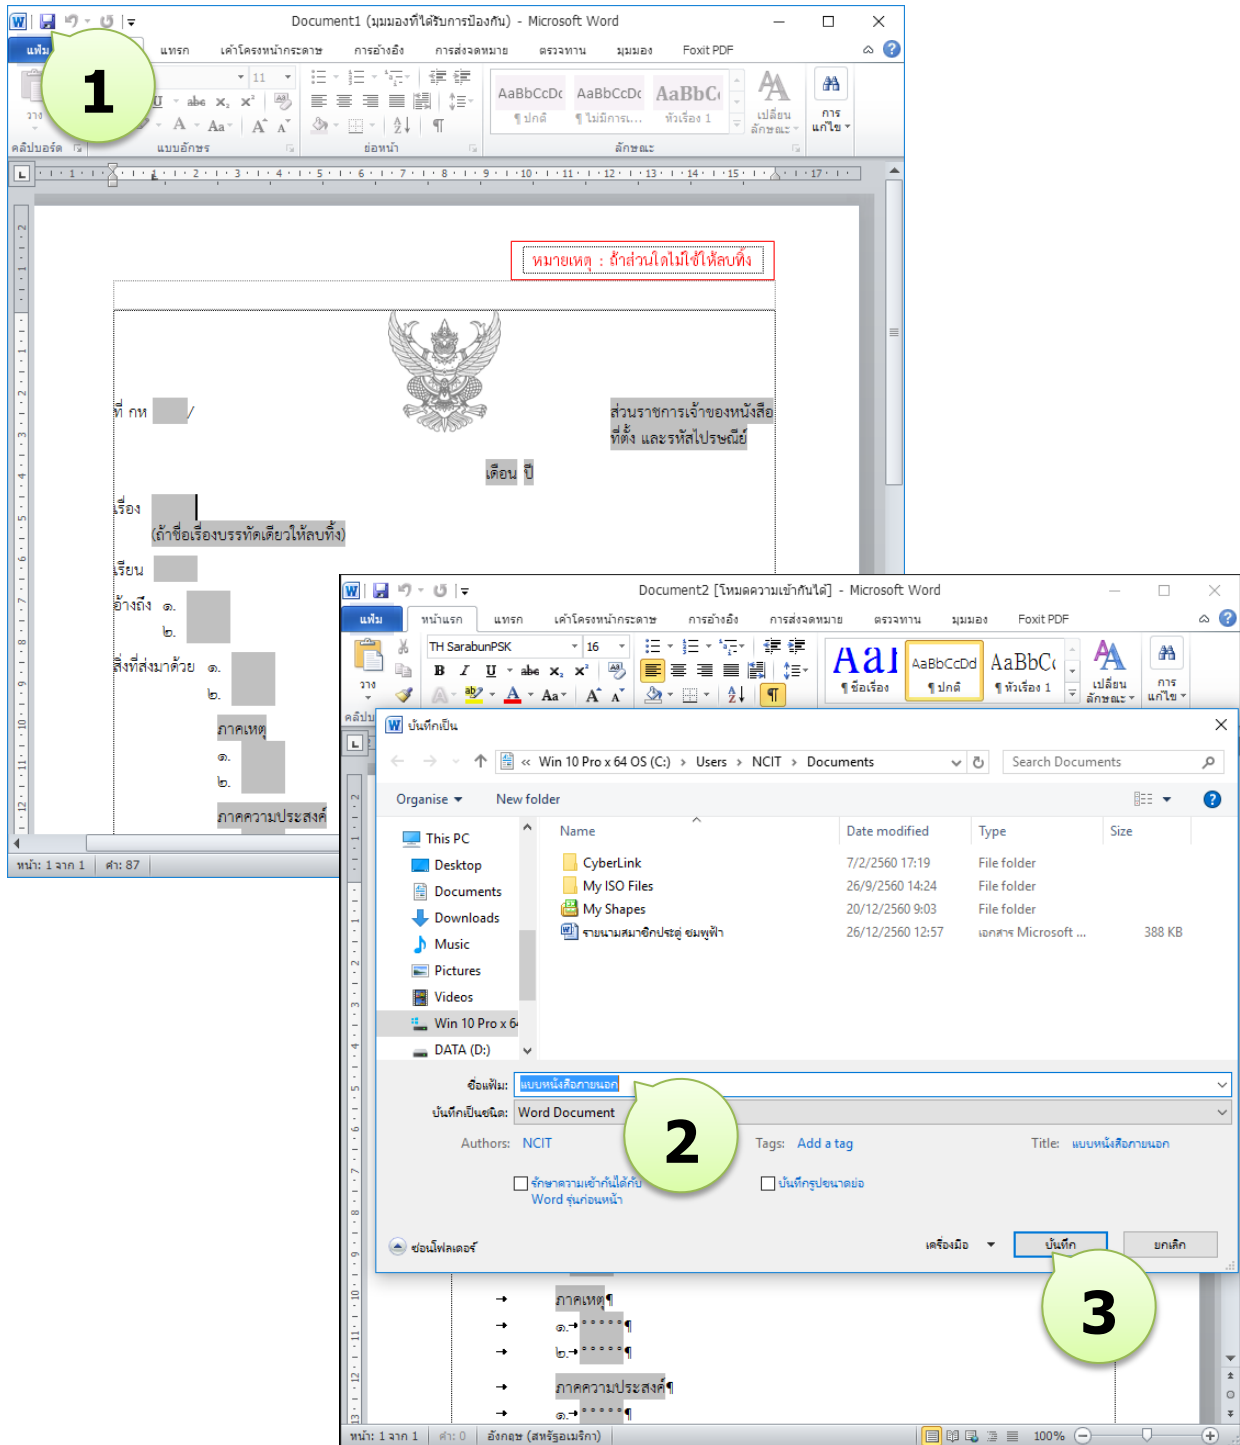 Document1 (มุมมองที่ได้รับการป้องกัน) - Microsoft Word
แฟ้ม แทรก เค้าโครงหน้ากระดาษ การอ้างอิง การส่งจดหมาย ตรวจทาน มุมมอง Foxit PDF
1
11
วาง
AaBbCcDc AaBbCcDc AaBbC
¶ ปกติ ¶ ไม่มีการเ... หัวเรื่อง 1
เปลี่ยน ลักษณะ
การ แก้ไข
คลิปบอร์ด แบบอักษร ย่อหน้า ลักษณะ
หมายเหตุ : ถ้าส่วนใดไม่ใช้ให้ลบทิ้ง
ที่ กห /
ส่วนราชการเจ้าของหนังสือ
ที่ตั้ง และรหัสไปรษณีย์
เดือน ปี
เรื่อง
(ถ้าชื่อเรื่องบรรทัดเดียวให้ลบทิ้ง)
เรียน
อ้างถึง ๑.
๒.
สิ่งที่ส่งมาด้วย ๑.
๒.
ภาคเหตุ
๑.
๒.
ภาคความประสงค์
หน้า: 1 จาก 1 คำ: 87
Document2 [โหมดความเข้ากันได้] - Microsoft Word
แฟ้ม หน้าแรก แทรก เค้าโครงหน้ากระดาษ การอ้างอิง การส่งจดหมาย ตรวจทาน มุมมอง Foxit PDF
TH SarabunPSK 16
วาง
AaBbCcDd AaBbC
¶ ชื่อเรื่อง ¶ ปกติ ¶ หัวเรื่อง 1
เปลี่ยน ลักษณะ
การ แก้ไข
คลิปบ
บันทึกเป็น
« Win 10 Pro x 64 OS (C:) › Users › NCIT › Documents
Search Documents
Organise New folder
Name Date modified Type Size
This PC
Desktop
Documents
Downloads
Music
Pictures
Videos
Win 10 Pro x 64
DATA (D:)
CyberLink 7/2/2560 17:19 File folder
My ISO Files 26/9/2560 14:24 File folder
My Shapes 20/12/2560 9:03 File folder
รายนามสมาชิกประตู่ ชมพูฟ้า 26/12/2560 12:57 เอกสาร Microsoft ... 388 KB
ชื่อแฟ้ม: แบบหนังสือภายนอก
บันทึกเป็นชนิด: Word Document
2
Authors: NCIT Tags: Add a tag Title: แบบหนังสือภายนอก
รักษาความเข้ากันได้กับ
Word รุ่นก่อนหน้า
บันทึกรูปขนาดย่อ
ซ่อนโฟลเดอร์ เครื่องมือ บันทึก ยกเลิก
3
ภาคเหตุ¶
๑.
๒.
ภาคความประสงค์¶
๑.
หน้า: 1 จาก 1 คำ: 0 อังกฤษ (สหรัฐอเมริกา) 100%